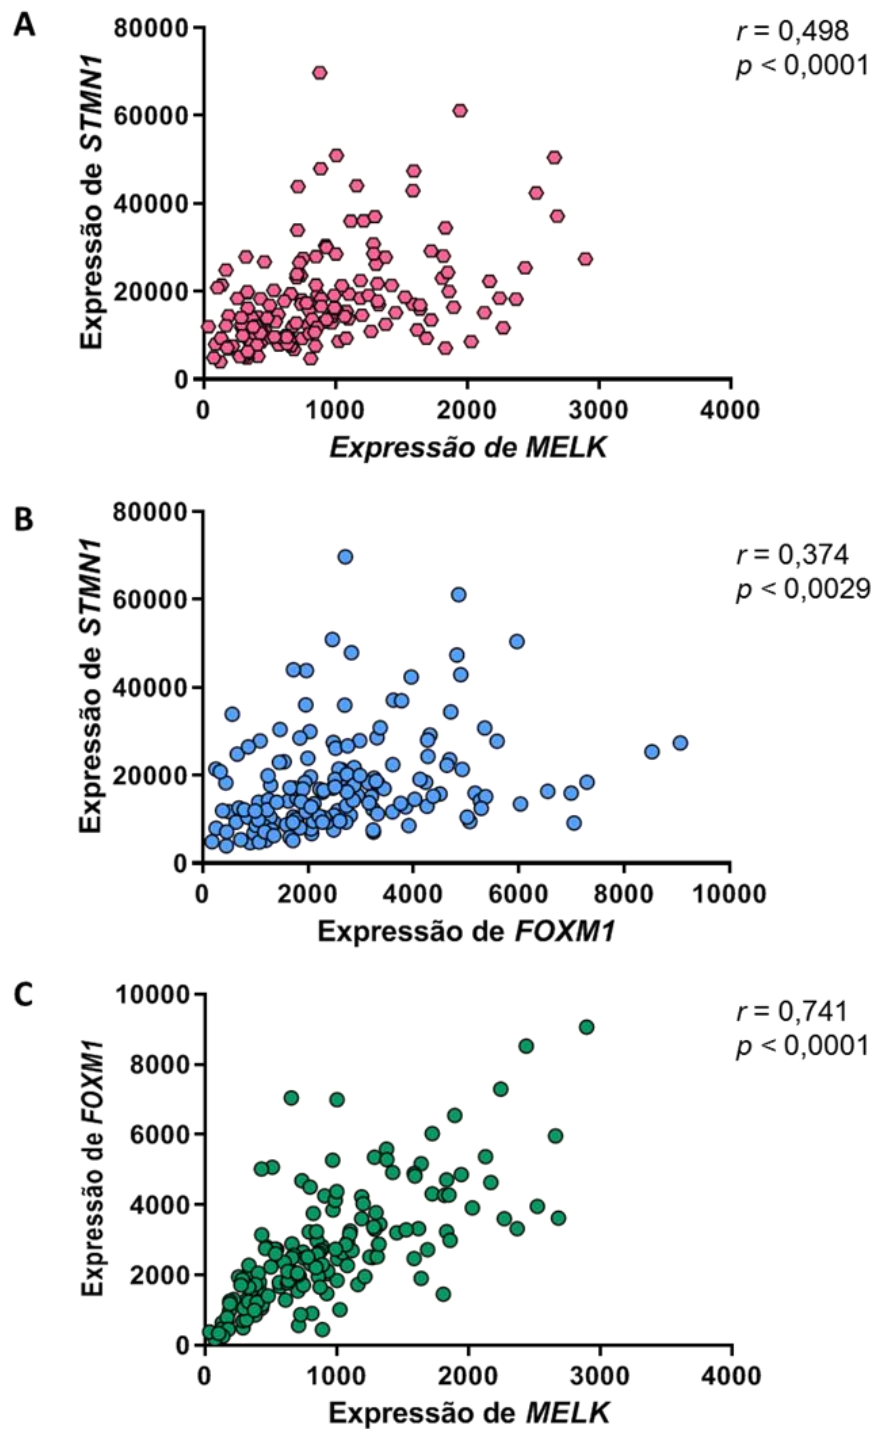 A
80000
60000
40000
20000
0
Expressão de STMN1
r = 0,498
p < 0,0001
0 1000 2000 3000 4000
Expressão de MELK
B
80000
60000
40000
20000
0
Expressão de STMN1
r = 0,374
p < 0,0029
0 2000 4000 6000 8000 10000
Expressão de FOXM1
C
10000
8000
6000
4000
2000
0
Expressão de FOXM1
r = 0,741
p < 0,0001
0 1000 2000 3000 4000
Expressão de MELK